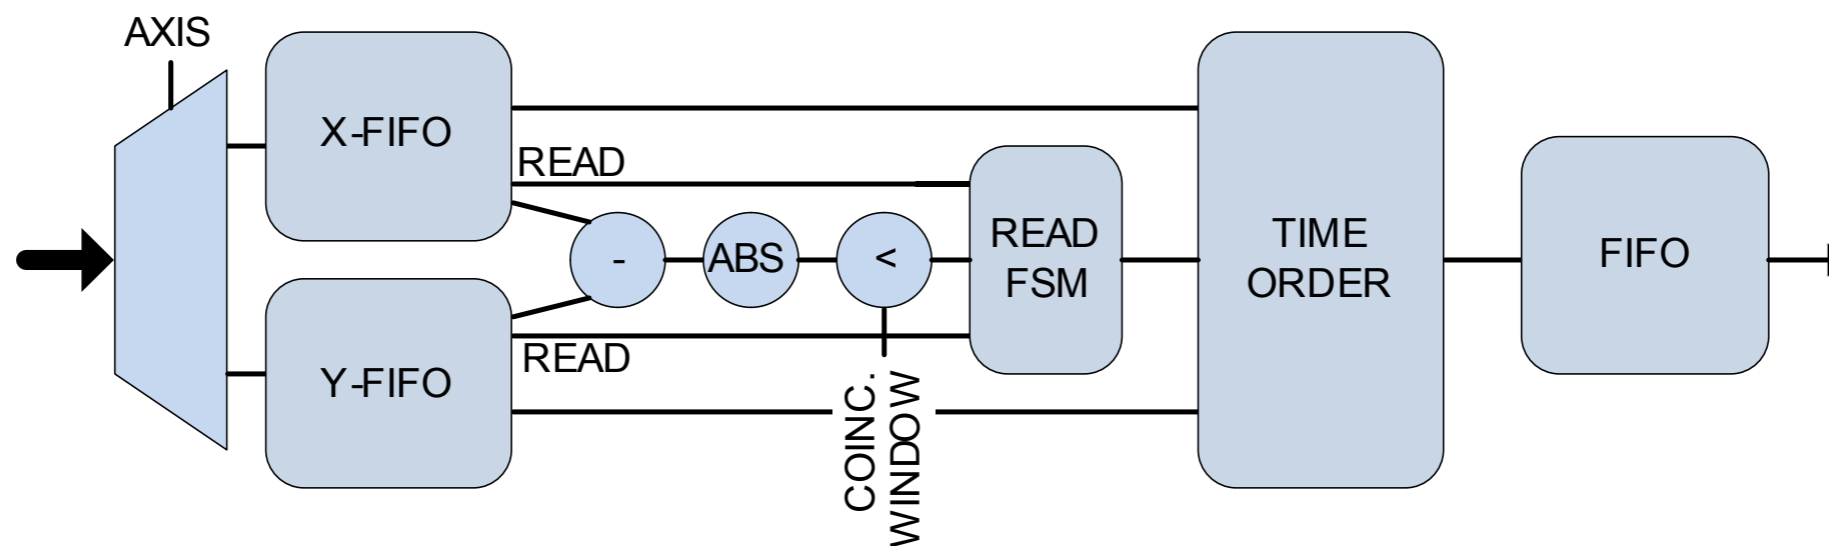 AXIS
X-FIFO
READ
-
ABS
<
READ
FSM
TIME
ORDER
FIFO
READ
Y-FIFO
COINC.
WINDOW